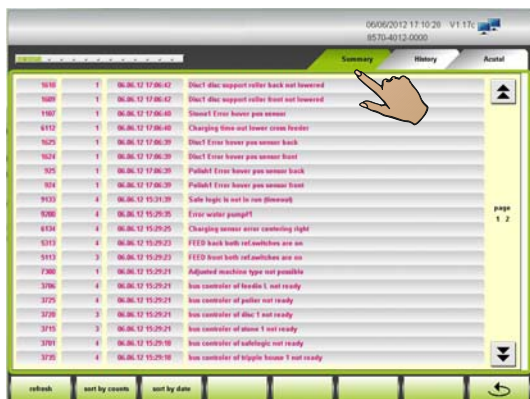 06/06/2012 17:10:28 V1.17c
8570-4012-0000
Summary History Acutal
1610 1 06.06.12 17:06:42 Disc1 disc support roller back not lowered
1609 1 06.06.12 17:06:42 Disc1 disc support roller front not lowered
1107 1 06.06.12 17:06:40 Stone1 Error hover pos sensor
6112 1 06.06.12 17:06:40 Charging time-out lower cross feeder
1625 1 06.06.12 17:06:39 Disc1 Error hover pos sensor back
1624 1 06.06.12 17:06:39 Disc1 Error hover pos sensor front
925 1 06.06.12 17:06:39 Polish1 Error hover pos sensor back
924 1 06.06.12 17:06:39 Polish1 Error hover pos sensor front
9133 4 06.06.12 15:31:39 Safe logic is not in run (timeout)
9200 4 06.06.12 15:29:35 Error water pump#1
6134 4 06.06.12 15:29:25 Charging sensor error centering right
5313 4 06.06.12 15:29:23 FEED back both ref.switches are on
5113 3 06.06.12 15:29:23 FEED front both ref.switches are on
7300 1 06.06.12 15:29:21 Adjusted machine type not possible
3706 4 06.06.12 15:29:21 bus controler of feedin L not ready
3725 4 06.06.12 15:29:21 bus controler of polier not ready
3720 3 06.06.12 15:29:21 bus controler of disc 1 not ready
3715 3 06.06.12 15:29:21 bus controler of stone 1 not ready
3701 4 06.06.12 15:29:18 bus controler of safelogic not ready
3735 4 06.06.12 15:29:18 bus controler of tripple house 1 not ready
page
1 2
refresh sort by counts sort by date